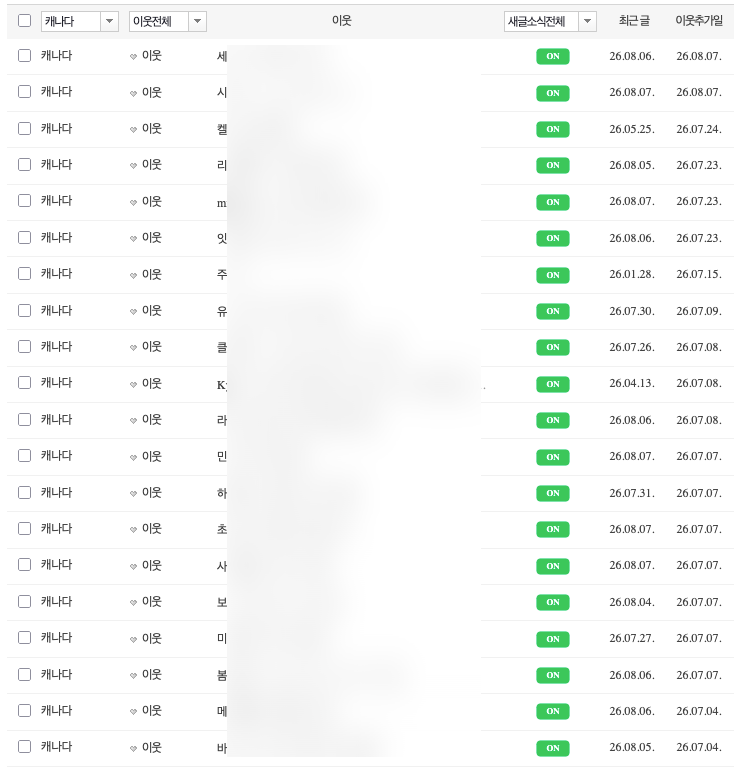 캐나다 이웃전체 이웃 새글소식전체 최근 글 이웃추가일
캐나다 이웃 세 ON 26.08.06. 26.08.07.
캐나다 이웃 시 ON 26.08.07. 26.08.07.
캐나다 이웃 켈 ON 26.05.25. 26.07.24.
캐나다 이웃 리 ON 26.08.05. 26.07.23.
캐나다 이웃 m ON 26.08.07. 26.07.23.
캐나다 이웃 잇 ON 26.08.06. 26.07.23.
캐나다 이웃 주 ON 26.01.28. 26.07.15.
캐나다 이웃 유 ON 26.07.30. 26.07.09.
캐나다 이웃 클 ON 26.07.26. 26.07.08.
캐나다 이웃 Ky ON 26.04.13. 26.07.08.
캐나다 이웃 라 ON 26.08.06. 26.07.08.
캐나다 이웃 민 ON 26.08.07. 26.07.07.
캐나다 이웃 하 ON 26.07.31. 26.07.07.
캐나다 이웃 초 ON 26.08.07. 26.07.07.
캐나다 이웃 사 ON 26.08.07. 26.07.07.
캐나다 이웃 보 ON 26.08.04. 26.07.07.
캐나다 이웃 미 ON 26.07.27. 26.07.07.
캐나다 이웃 봄 ON 26.08.06. 26.07.07.
캐나다 이웃 메 ON 26.08.06. 26.07.04.
캐나다 이웃 바 ON 26.08.05. 26.07.04.